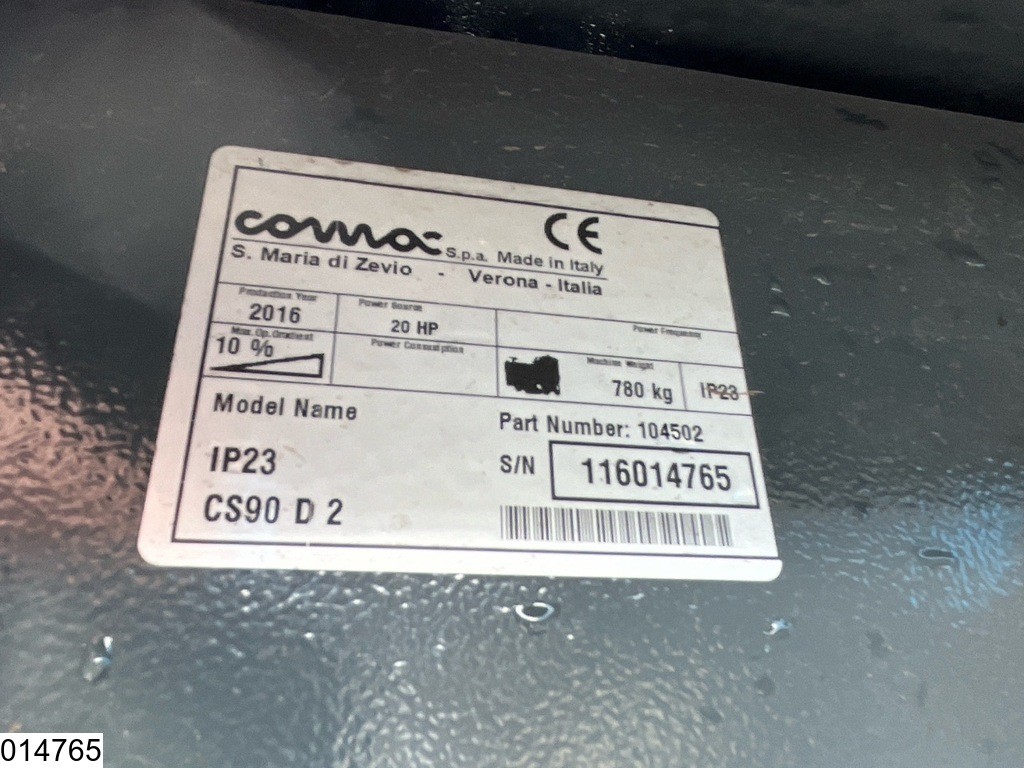 comac S.p.a. Made in Italy CE
S. Maria di Zevio - Verona - Italia
Production Year Power Source Power Frequency
2016 20 HP
Max. Op. Gradient Power Consumption Machine Weight
10 % 780 kg IP23
Model Name Part Number: 104502
IP23 S/N 116014765
CS90 D 2
014765